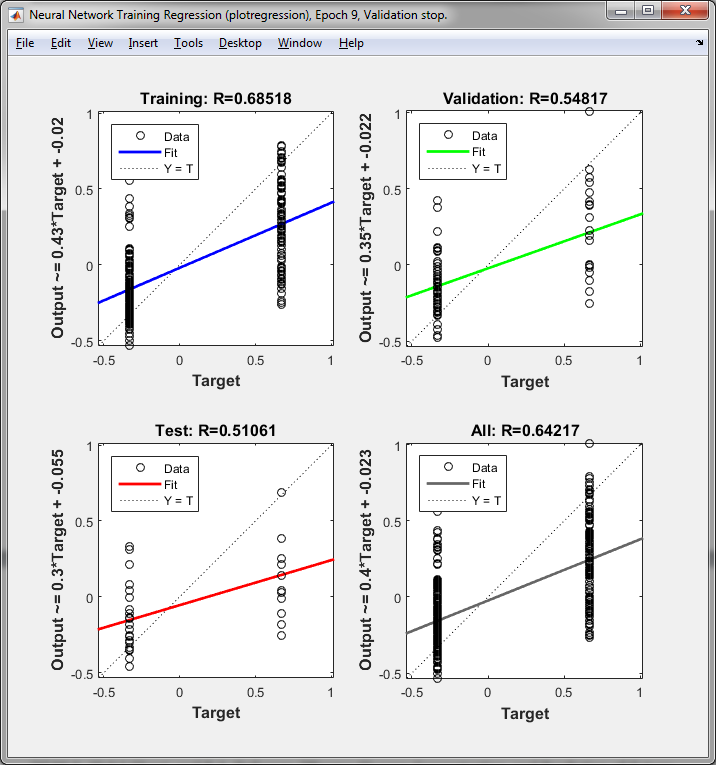 Neural Network Training Regression (plotregression), Epoch 9, Validation stop.
File Edit View Insert Tools Desktop Window Help
Training: R=0.68518
Output ~= 0.43*Target + -0.02
1
0.5
0
-0.5
Data
Fit
Y = T
-0.5 0 0.5 1
Target
Validation: R=0.54817
Output ~= 0.35*Target + -0.022
1
0.5
0
-0.5
Data
Fit
Y = T
-0.5 0 0.5 1
Target
Test: R=0.51061
Output ~= 0.3*Target + -0.055
1
0.5
0
-0.5
Data
Fit
Y = T
-0.5 0 0.5 1
Target
All: R=0.64217
Output ~= 0.4*Target + -0.023
1
0.5
0
-0.5
Data
Fit
Y = T
-0.5 0 0.5 1
Target